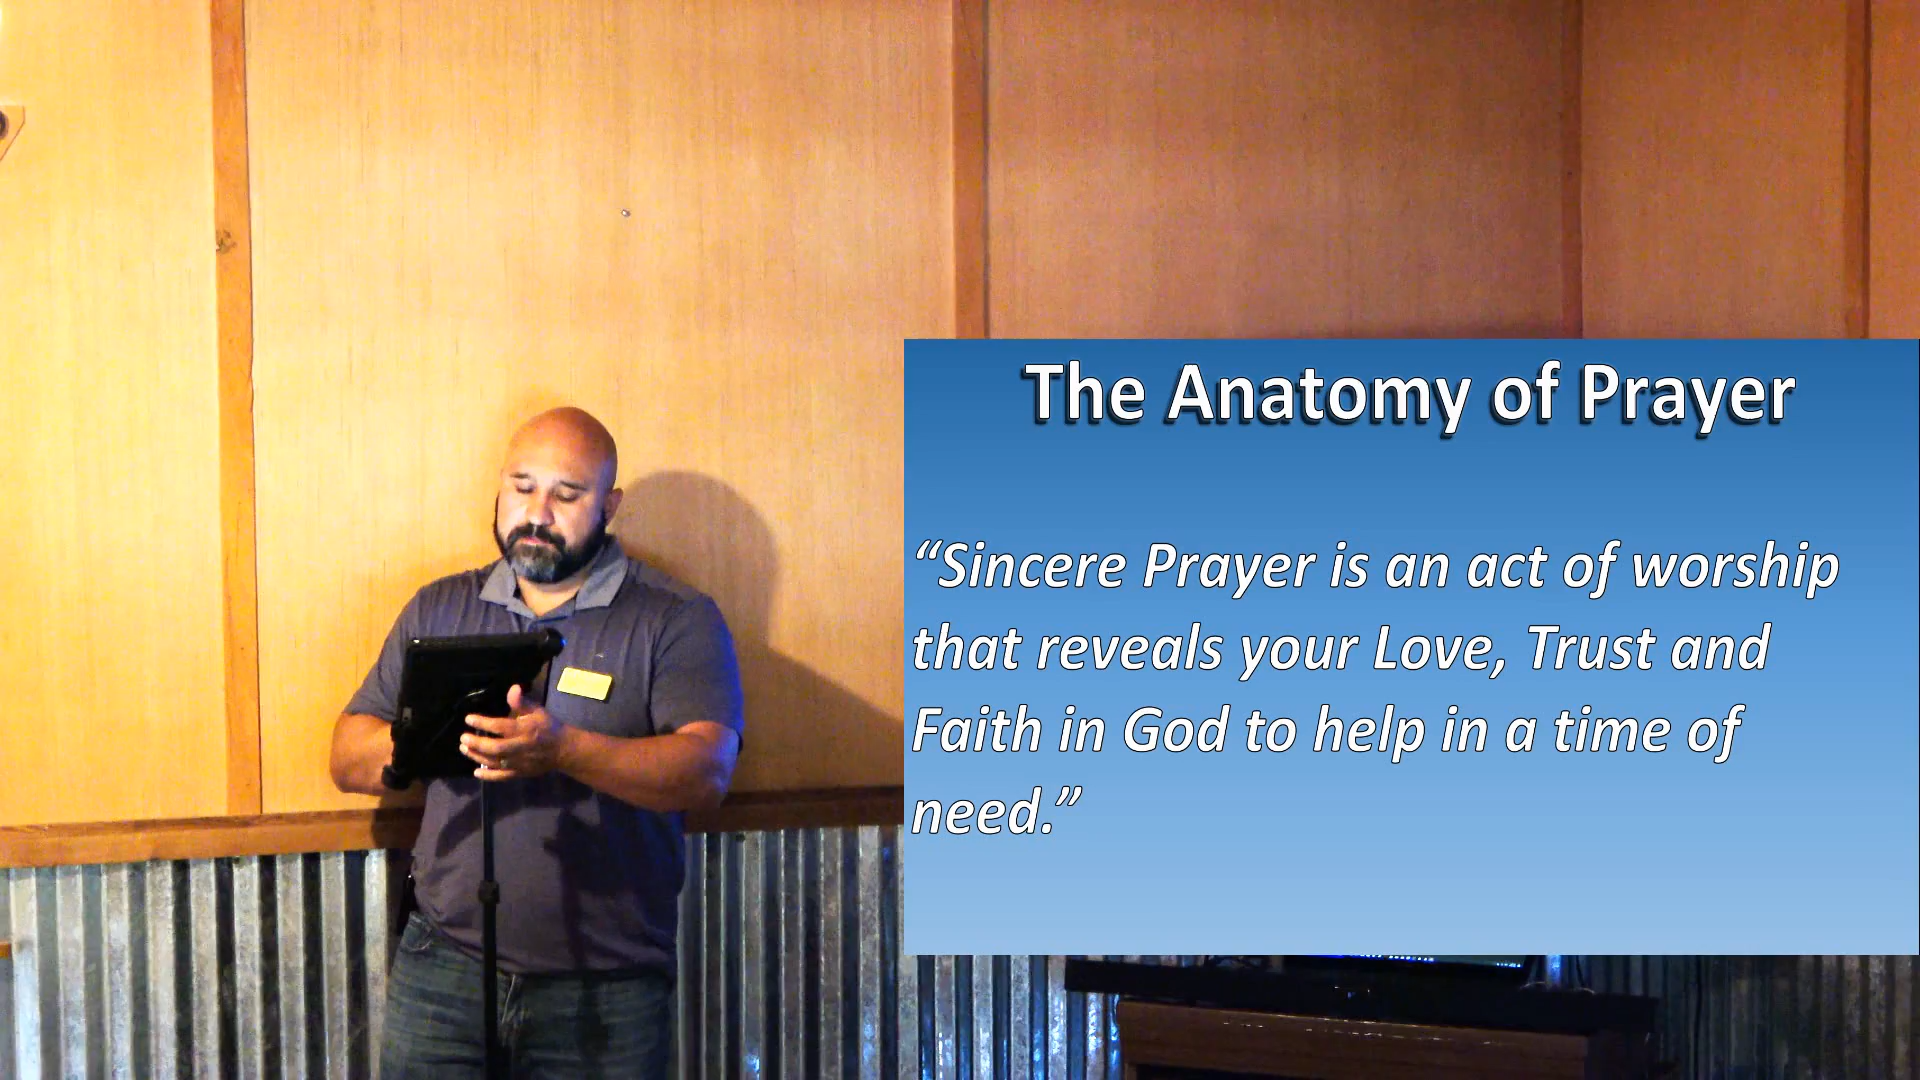 The Anatomy of Prayer
“Sincere Prayer is an act of worship
that reveals your Love, Trust and
Faith in God to help in a time of
need.”